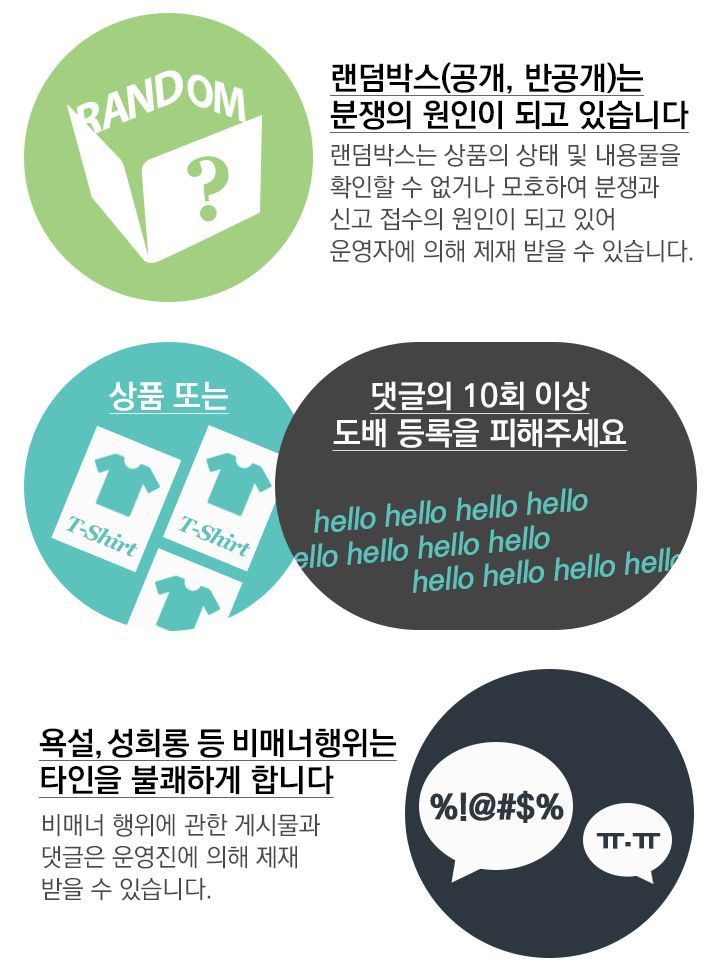 RANDOM
?
랜덤박스(공개, 반공개)는
분쟁의 원인이 되고 있습니다
랜덤박스는 상품의 상태 및 내용물을
확인할 수 없거나 모호하여 분쟁과
신고 접수의 원인이 되고 있어
운영자에 의해 제재 받을 수 있습니다.
상품 또는
T-Shirt
T-Shirt
댓글의 10회 이상
도배 등록을 피해주세요
hello hello hello hello
ello hello hello hello
hello hello hello hello
욕설, 성희롱 등 비매너행위는
타인을 불쾌하게 합니다
비매너 행위에 관한 게시물과
댓글은 운영진에 의해 제재
받을 수 있습니다.
%!@#$%
ㅠ.ㅠ